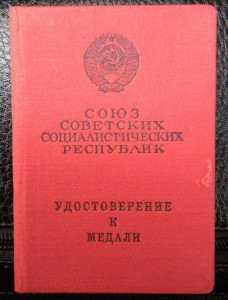 СОЮЗ
СОВЕТСКИХ
СОЦИАЛИСТИЧЕСКИХ
РЕСПУБЛИК
УДОСТОВЕРЕНИЕ
К
МЕДАЛИ